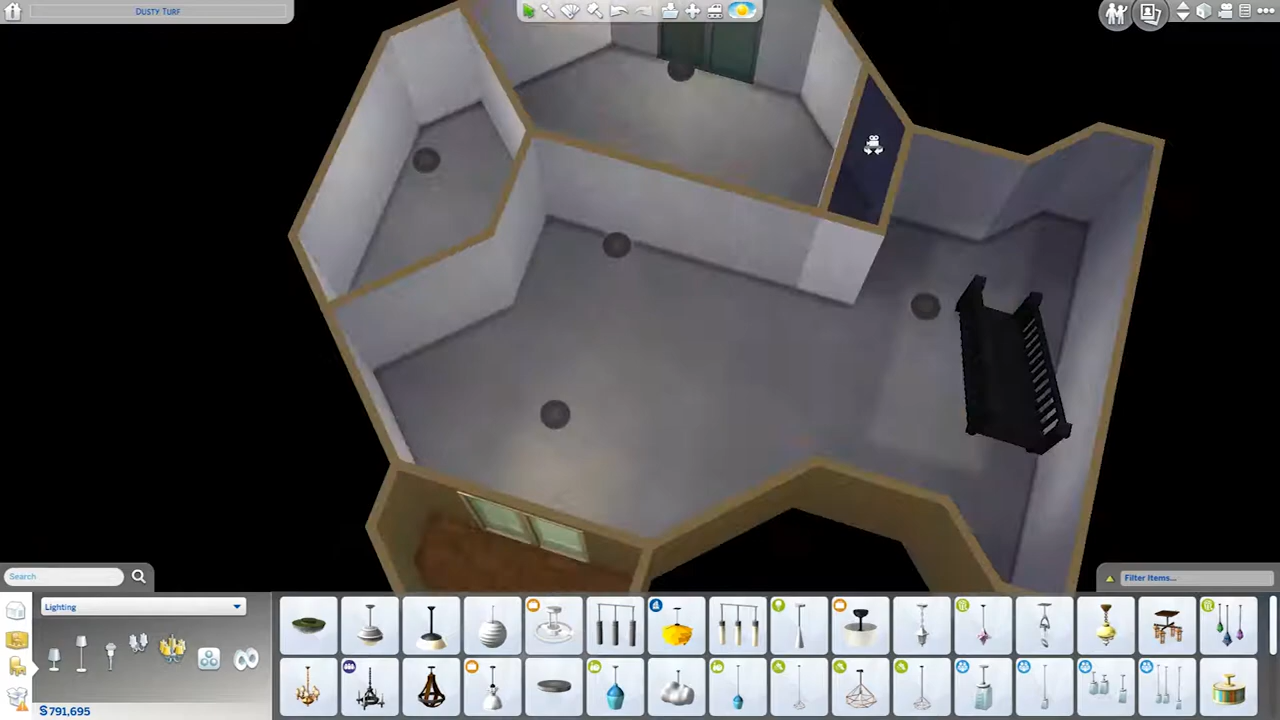 DUSTY TURF
Search
Filter Items...
Lighting
§791,695